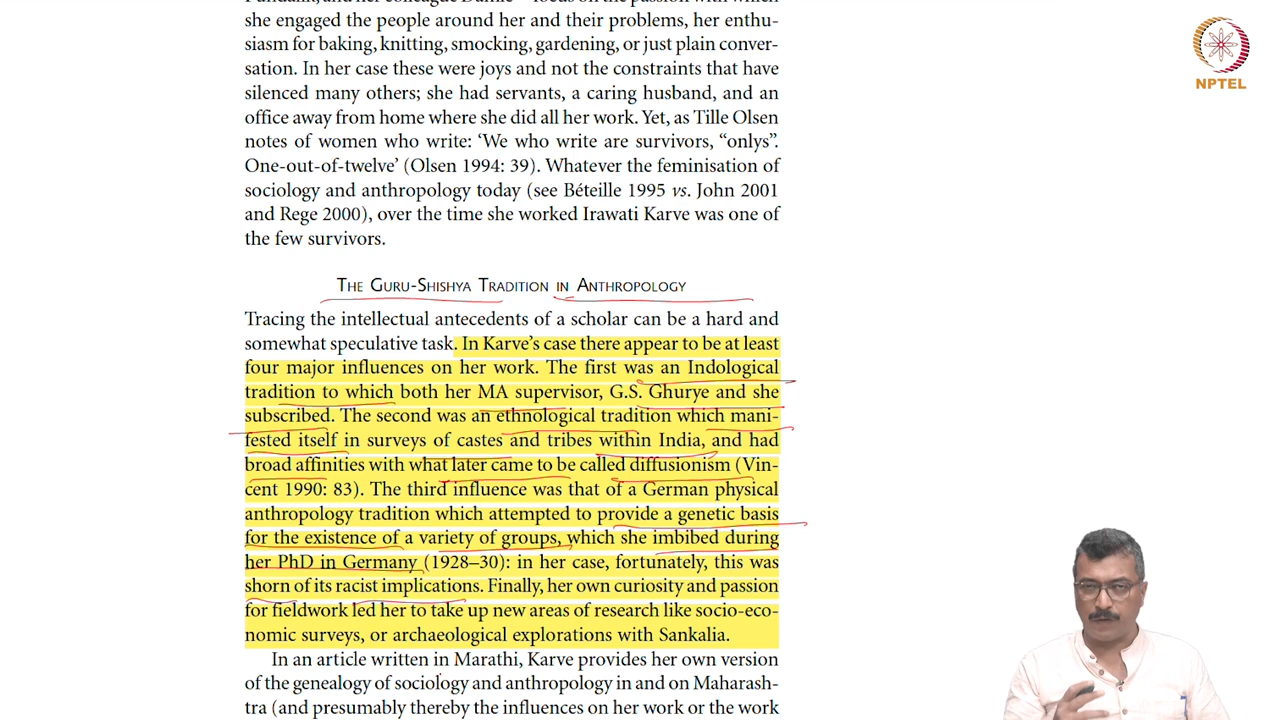 she engaged the people around her and their problems, her enthu-
siasm for baking, knitting, smocking, gardening, or just plain conver-
sation. In her case these were joys and not the constraints that have
silenced many others; she had servants, a caring husband, and an
office away from home where she did all her work. Yet, as Tille Olsen
notes of women who write: ‘We who write are survivors, “onlys”.
One-out-of-twelve’ (Olsen 1994: 39). Whatever the feminisation of
sociology and anthropology today (see Béteille 1995 vs. John 2001
and Rege 2000), over the time she worked Irawati Karve was one of
the few survivors.
The Guru-Shishya Tradition in Anthropology
Tracing the intellectual antecedents of a scholar can be a hard and
somewhat speculative task. In Karve’s case there appear to be at least
four major influences on her work. The first was an Indological
tradition to which both her MA supervisor, G.S. Ghurye and she
subscribed. The second was an ethnological tradition which mani-
fested itself in surveys of castes and tribes within India, and had
broad affinities with what later came to be called diffusionism (Vin-
cent 1990: 83). The third influence was that of a German physical
anthropology tradition which attempted to provide a genetic basis
for the existence of a variety of groups, which she imbibed during
her PhD in Germany (1928–30): in her case, fortunately, this was
shorn of its racist implications. Finally, her own curiosity and passion
for fieldwork led her to take up new areas of research like socio-eco-
nomic surveys, or archaeological explorations with Sankalia.
In an article written in Marathi, Karve provides her own version
of the genealogy of sociology and anthropology in and on Maharash-
tra (and presumably thereby the influences on her work or the work
NPTEL